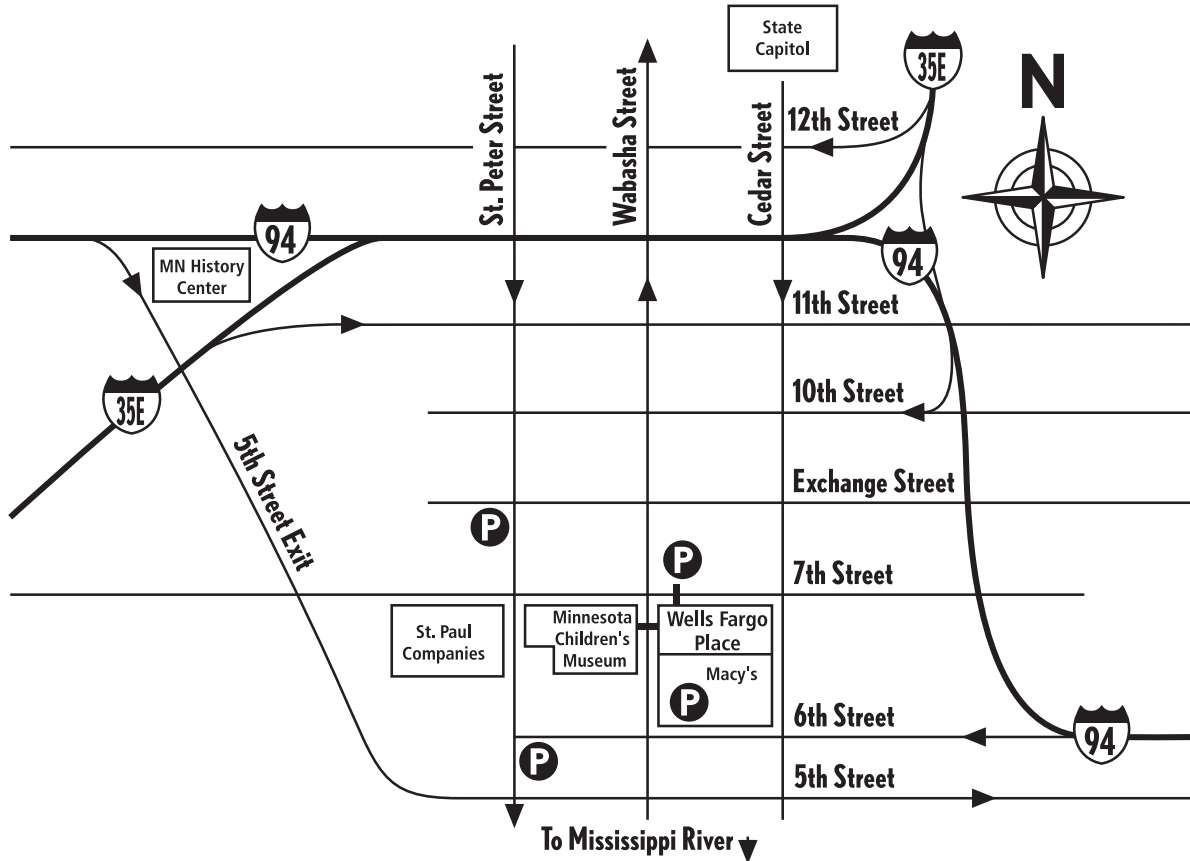 State
Capitol
35E
N
12th Street
St. Peter Street
Wabasha Street
Cedar Street
94
MN History
Center
94
11th Street
35E
10th Street
5th Street Exit
Exchange Street
P
P
7th Street
St. Paul
Companies
Minnesota
Children's
Museum
Wells Fargo
Place
Macy's
P
6th Street
94
P
5th Street
To Mississippi River